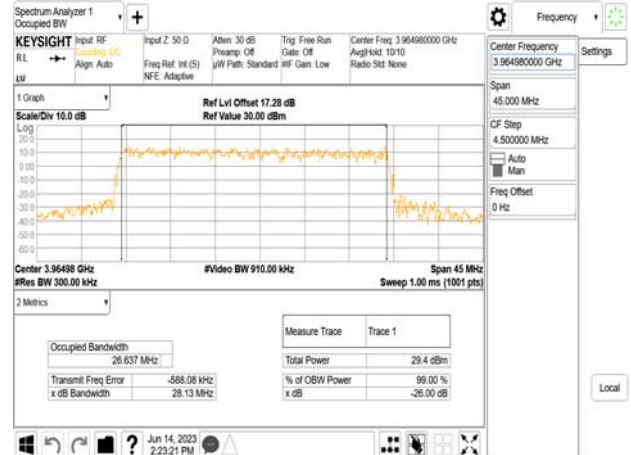 Spectrum Analyzer 1
Occupied BW
+
Frequency
KEYSIGHT Input: RF Input Z: 50 Ω Atten: 30 dB Trig: Free Run Center Freq: 3.964980000 GHz
RL Coupling: DC Preamp: Off Gate: Off Avg|Hold: 10/10
Align: Auto Freq Ref: Int (S) µW Path: Standard #IF Gain: Low Radio Std: None
NFE: Adaptive
Center Frequency
3.964980000 GHz
Settings
Span
45.000 MHz
CF Step
4.500000 MHz
Auto
Man
Freq Offset
0 Hz
Local
1 Graph
Ref Lvl Offset 17.28 dB
Scale/Div 10.0 dB Ref Value 30.00 dBm
Log
20.0
10.0
0.00
-10.0
-20.0
-30.0
-40.0
-50.0
-60.0
Center 3.96498 GHz #Video BW 910.00 kHz Span 45 MHz
#Res BW 300.00 kHz Sweep 1.00 ms (1001 pts)
2 Metrics
Measure Trace Trace 1
Occupied Bandwidth
26.637 MHz
Total Power 29.4 dBm
Transmit Freq Error -588.08 kHz % of OBW Power 99.00 %
x dB Bandwidth 28.13 MHz x dB -26.00 dB
?
Jun 14, 2023
2:23:21 PM